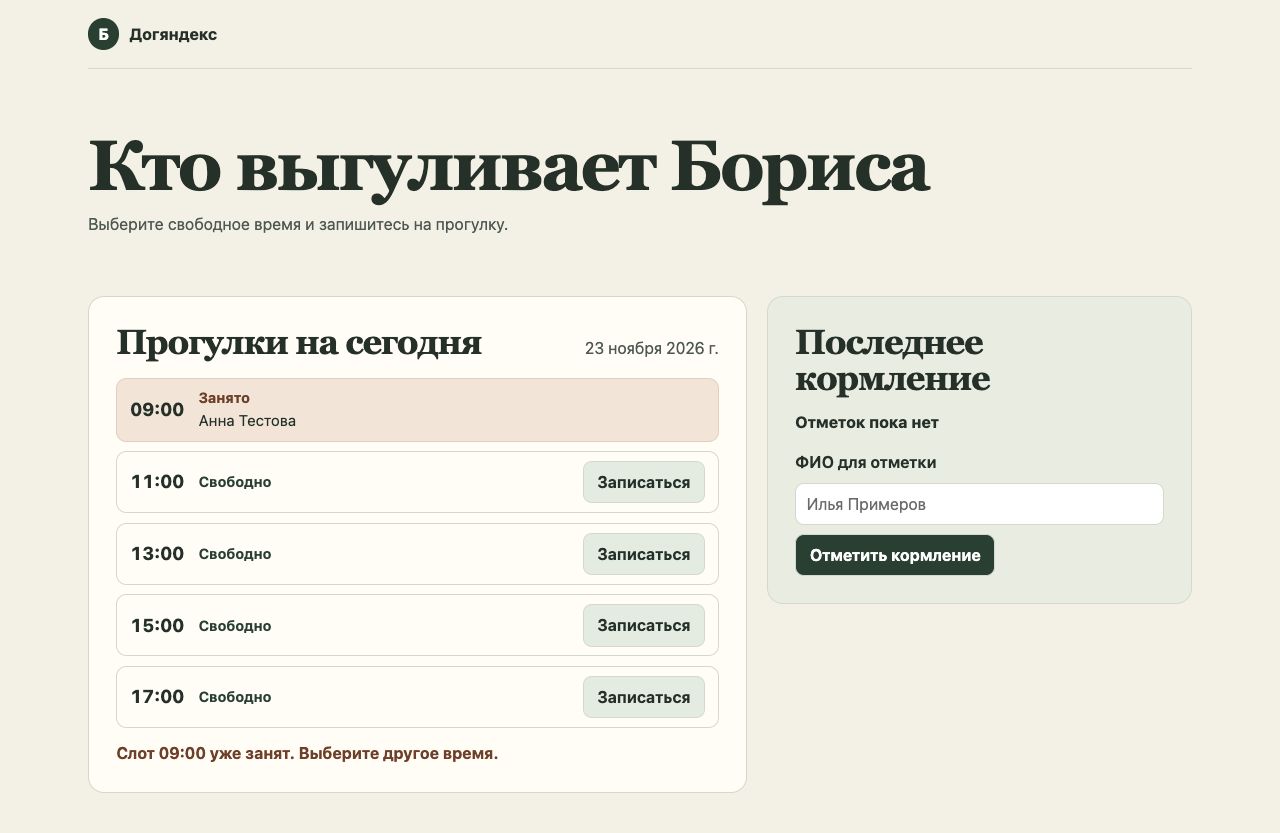 Б Догяндекс
Кто выгуливает Бориса
Выберите свободное время и запишитесь на прогулку.
Прогулки на сегодня
23 ноября 2026 г.
09:00
Занято
Анна Тестова
11:00 Свободно Записаться
13:00 Свободно Записаться
15:00 Свободно Записаться
17:00 Свободно Записаться
Слот 09:00 уже занят. Выберите другое время.
Последнее
кормление
Отметок пока нет
ФИО для отметки
Илья Примеров
Отметить кормление